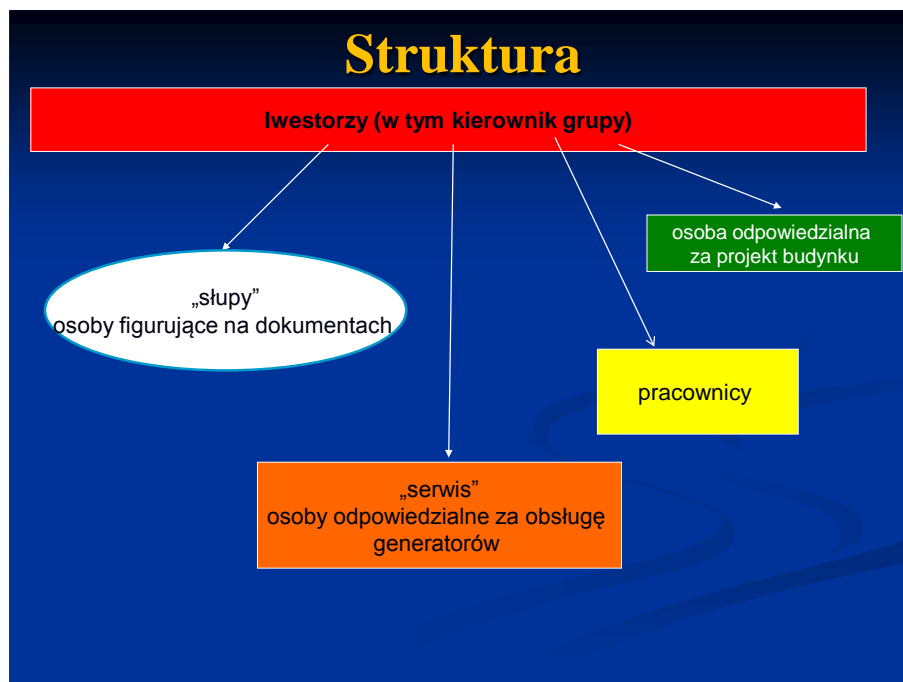 Struktura
Iwestorzy (w tym kierownik grupy)
osoba odpowiedzialna
za projekt budynku
„słupy”
osoby figurujące na dokumentach
pracownicy
„serwis”
osoby odpowiedzialne za obsługę
generatorów